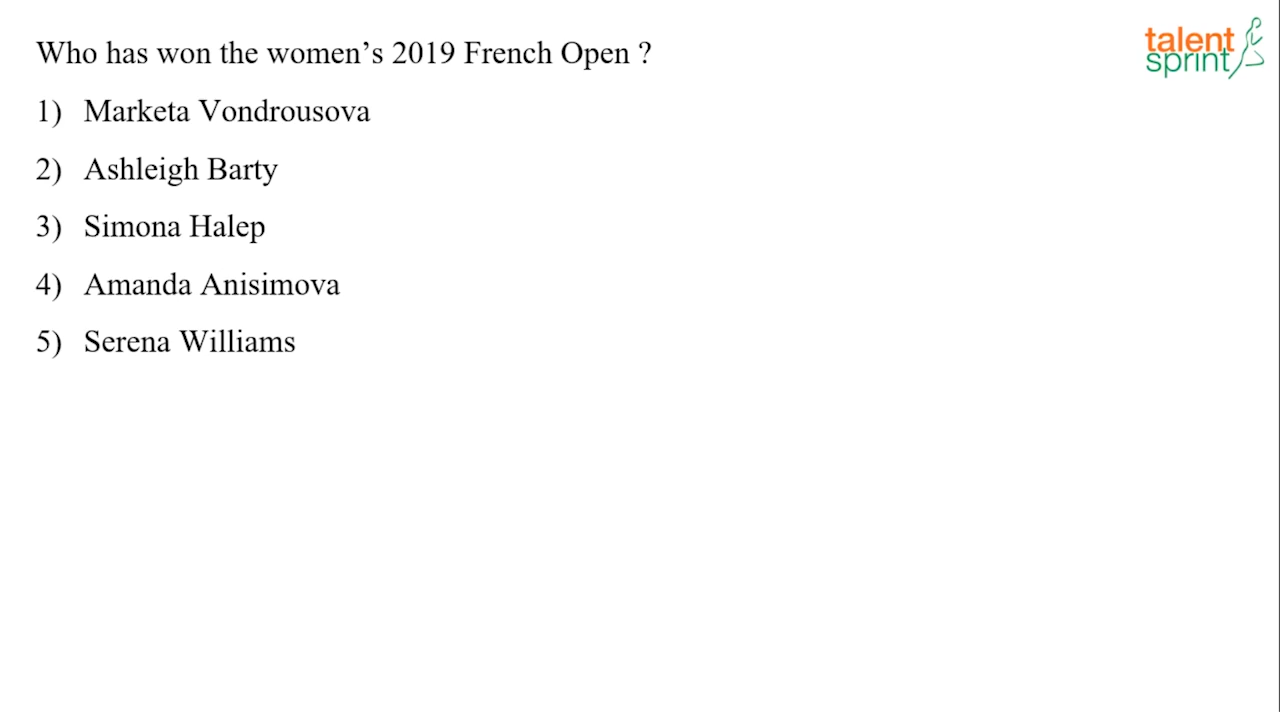 Who has won the women’s 2019 French Open ?
1) Marketa Vondrousova
2) Ashleigh Barty
3) Simona Halep
4) Amanda Anisimova
5) Serena Williams
talent
sprint